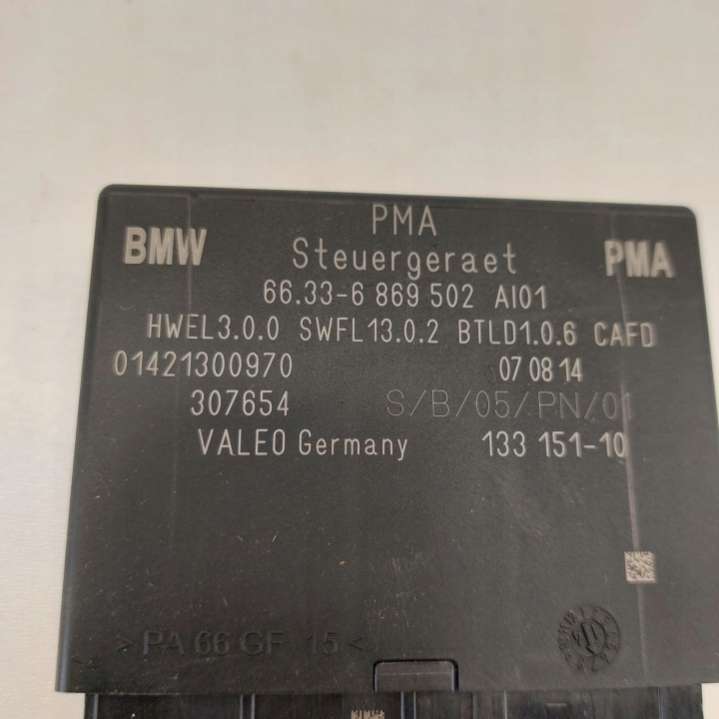 PMA
BMW Steuergeraet PMA
66.33-6 869 502 AI01
HWEL3.0.0 SWFL13.0.2 BTLD1.0.6 CAFD
01421300970 07 08 14
307654 S/B/05/PN/01
VALEO Germany 133 151-10
>PA 66 GF 15<